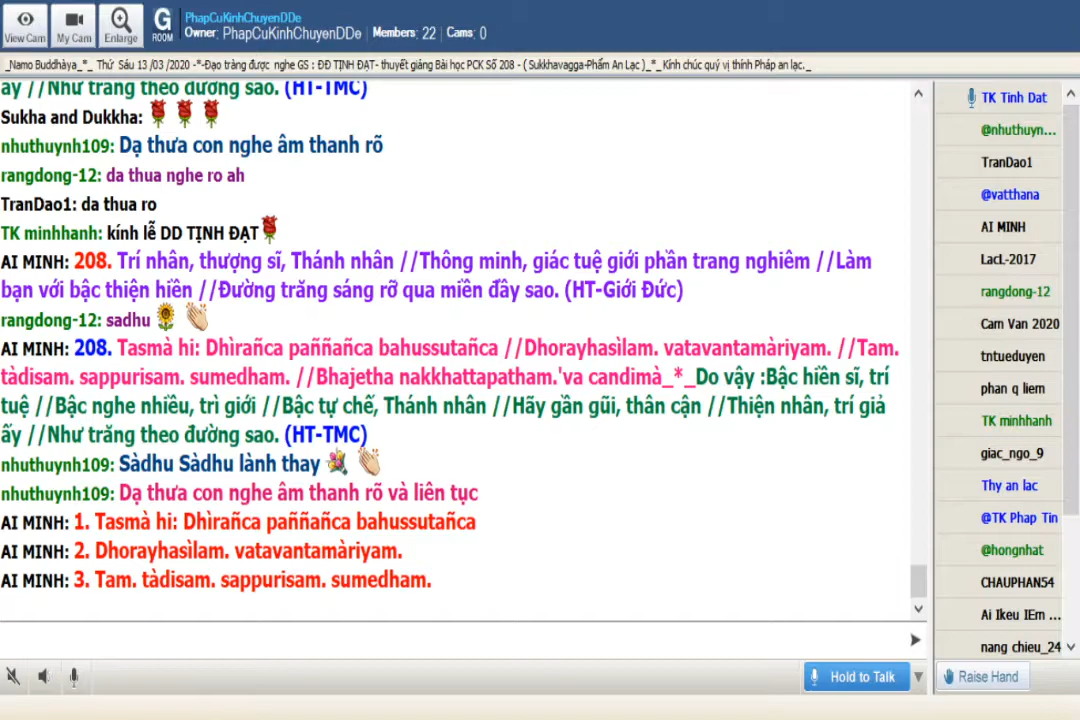 PhapCuKinhChuyenDDe
Owner: PhapCuKinhChuyenDDe Members: 22 Cams: 0
View Cam My Cam Enlarge G ROOM
_Namo Buddhàya_*_ Thứ Sáu 13 /03 /2020 -*-Đạo tràng được nghe GS : ĐĐ TỊNH ĐẠT- thuyết giảng Bài học PCK Số 208 - ( Sukkhavagga-Phẩm An Lạc )_*_ Kính chúc quý vị thính Pháp an lạc._
ấy //Như trăng theo đường sao. (HT-TMC)
Sukha and Dukkha:
nhuthuynh109: Dạ thưa con nghe âm thanh rõ
rangdong-12: da thua nghe ro ah
TranDao1: da thua ro
TK minhhanh: kính lễ DD TỊNH ĐẠT
AI MINH: 208. Trí nhân, thượng sĩ, Thánh nhân //Thông minh, giác tuệ giới phần trang nghiêm //Làm
bạn với bậc thiện hiền //Đường trăng sáng rỡ qua miền đầy sao. (HT-Giới Đức)
rangdong-12: sadhu
AI MINH: 208. Tasmà hi: Dhìrañca paññañca bahussutañca //Dhorayhasìlam. vatavantamàriyam. //Tam.
tàdisam. sappurisam. sumedham. //Bhajetha nakkhattapatham.'va candimà_*_Do vậy :Bậc hiền sĩ, trí
tuệ //Bậc nghe nhiều, trì giới //Bậc tự chế, Thánh nhân //Hãy gần gũi, thân cận //Thiện nhân, trí giả
ấy //Như trăng theo đường sao. (HT-TMC)
nhuthuynh109: Sàdhu Sàdhu lành thay
nhuthuynh109: Dạ thưa con nghe âm thanh rõ và liên tục
AI MINH: 1. Tasmà hi: Dhìrañca paññañca bahussutañca
AI MINH: 2. Dhorayhasìlam. vatavantamàriyam.
AI MINH: 3. Tam. tàdisam. sappurisam. sumedham.
Hold to Talk
TK Tinh Dat
@nhuthuyn...
TranDao1
@vatthana
AI MINH
LacL-2017
rangdong-12
Cam Van 2020
tntueduyen
phan q liem
TK minhhanh
giac_ngo_9
Thy an lac
@TK Phap Tin
@hongnhat
CHAUPHAN54
Ai Ikeu IEm ...
nang chieu_24
Raise Hand